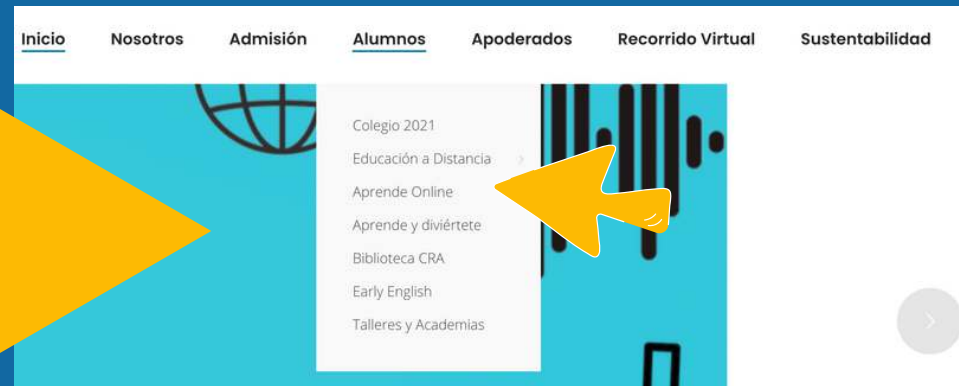 Inicio Nosotros Admisión Alumnos Apoderados Recorrido Virtual Sustentabilidad
Colegio 2021
Educación a Distancia
Aprende Online
Aprende y diviértete
Biblioteca CRA
Early English
Talleres y Academias